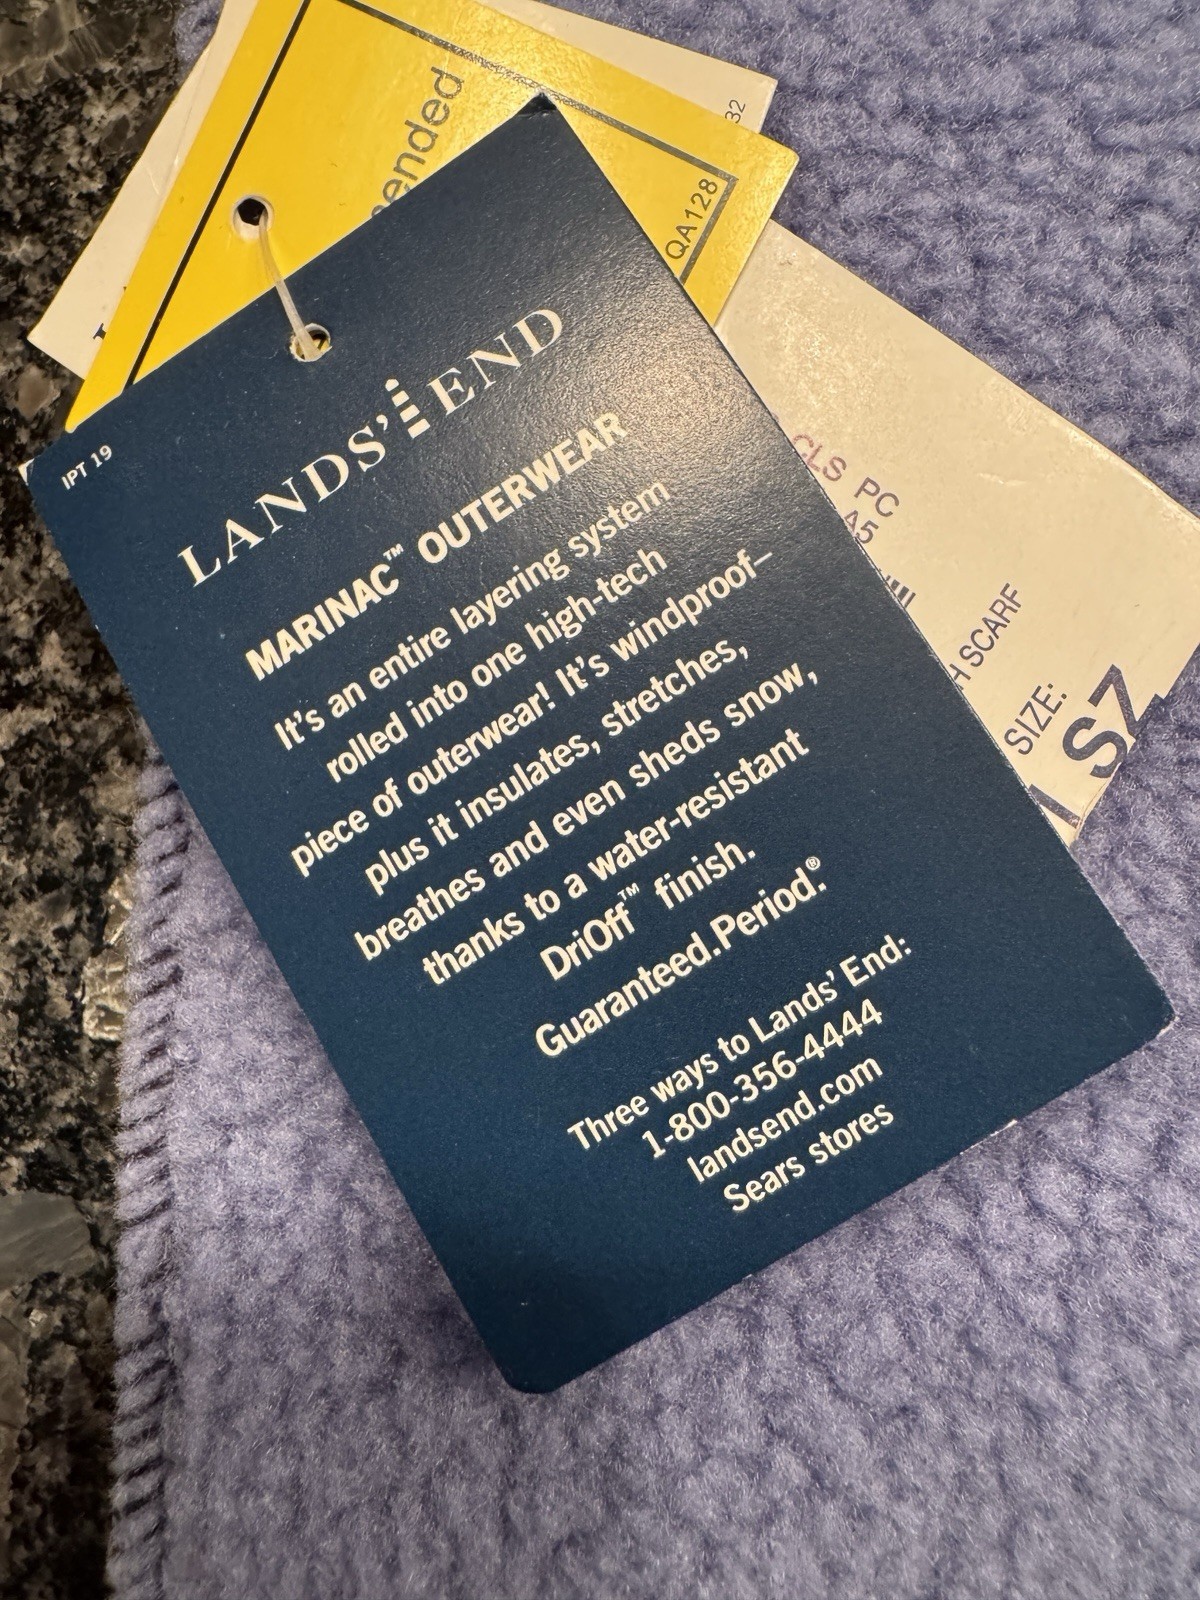 ended
32
QA128
IPT 19
LANDS' END
MARINAC™ OUTERWEAR
It's an entire layering system
rolled into one high-tech
piece of outerwear! It's windproof–
plus it insulates, stretches,
breathes and even sheds snow,
thanks to a water-resistant
DriOff™ finish.
Guaranteed.Period.®
Three ways to Lands' End:
1-800-356-4444
landsend.com
Sears stores
CLS PC
A5
H SCARF
SIZE:
SZ